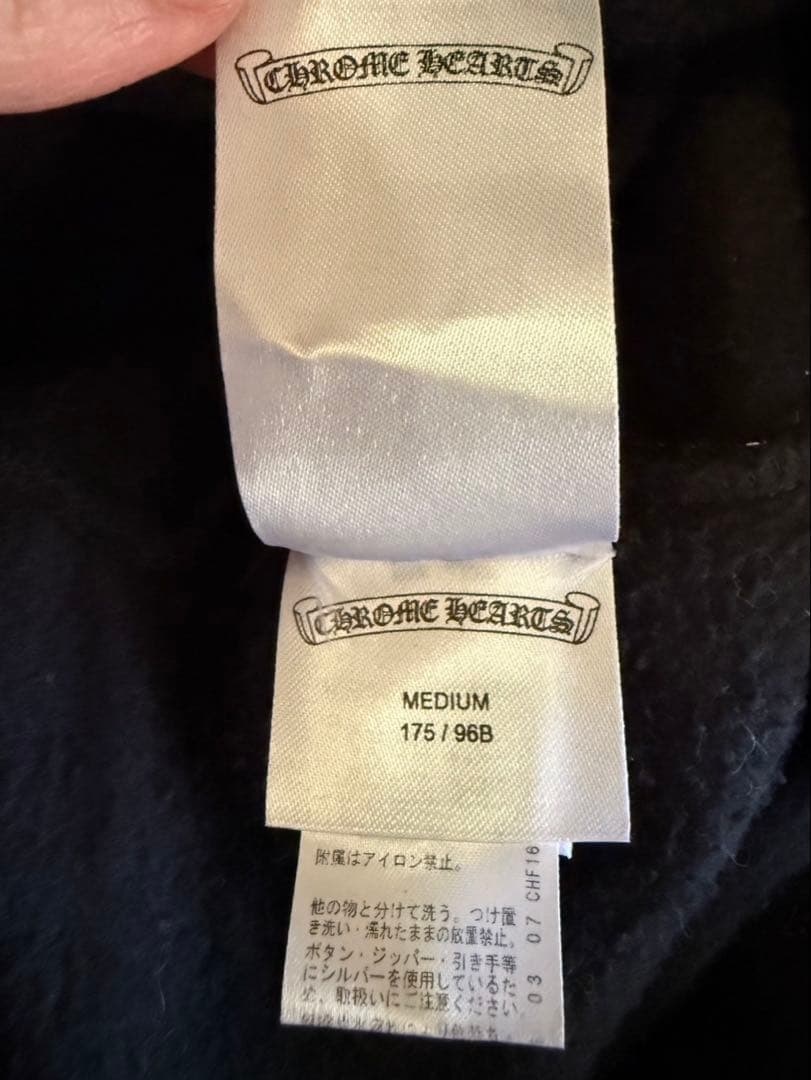 CHROME HEARTS
CHROME HEARTS
MEDIUM
175 / 96B
附属はアイロン禁止。
他の物と分けて洗う。つけ置
き洗い・濡れたままの放置禁止。
ボタン・ジッパー・引き手等
にシルバーを使用しているた
め、取扱いにご注意ください
03 07 CHF16